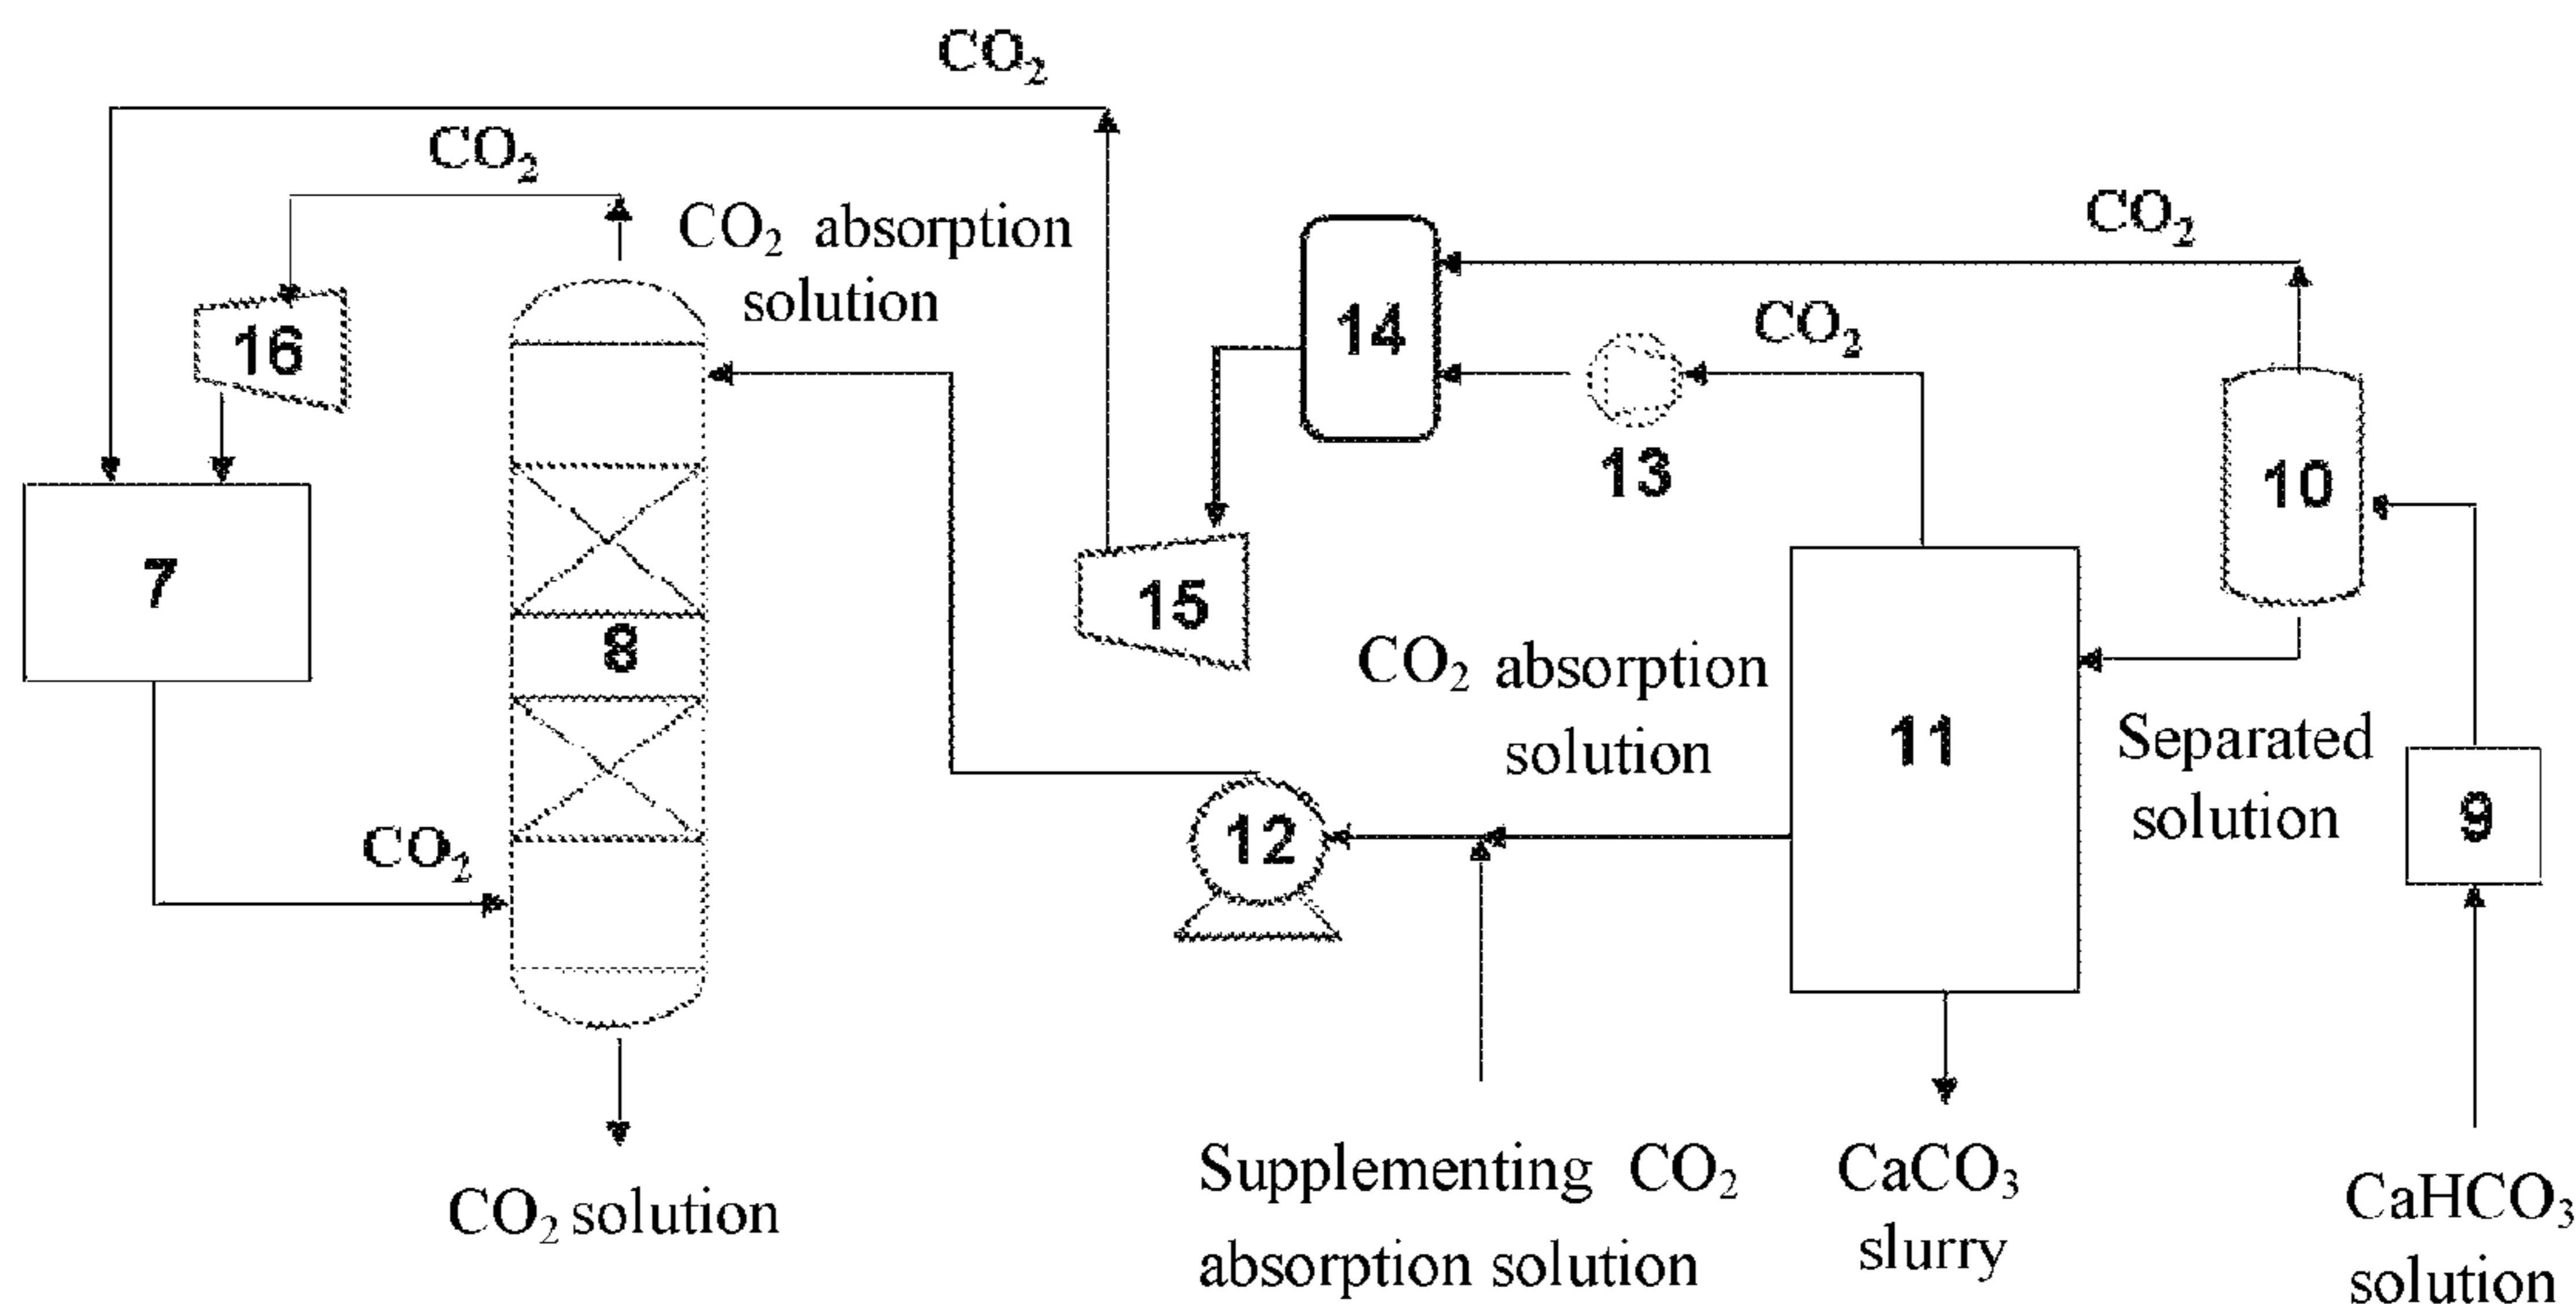 CO₂
CO₂
CO₂ absorption
solution
CO₂
14
CO₂
16
13
10
7
15
8
CO₂ absorption
solution
11
Separated
solution
12
9
CO₂
CO₂ solution
Supplementing CO₂
absorption solution
CaCO₃
slurry
CaHCO₃
solution